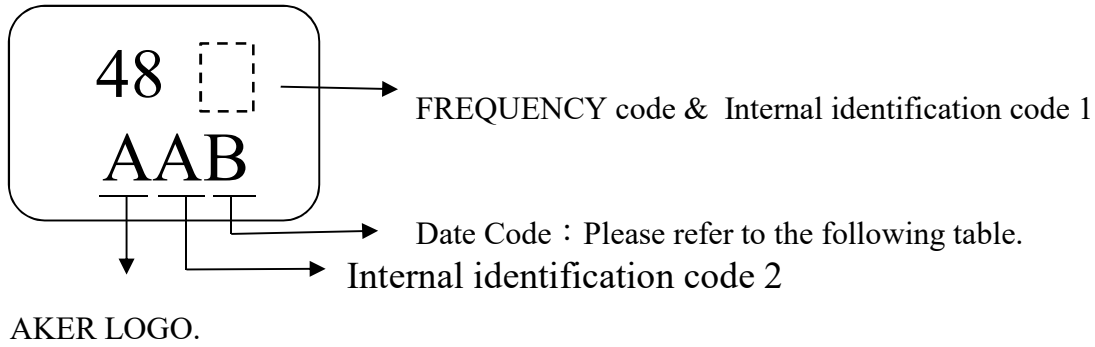 48
FREQUENCY code & Internal identification code 1
AAB
Date Code：Please refer to the following table.
Internal identification code 2
AKER LOGO.